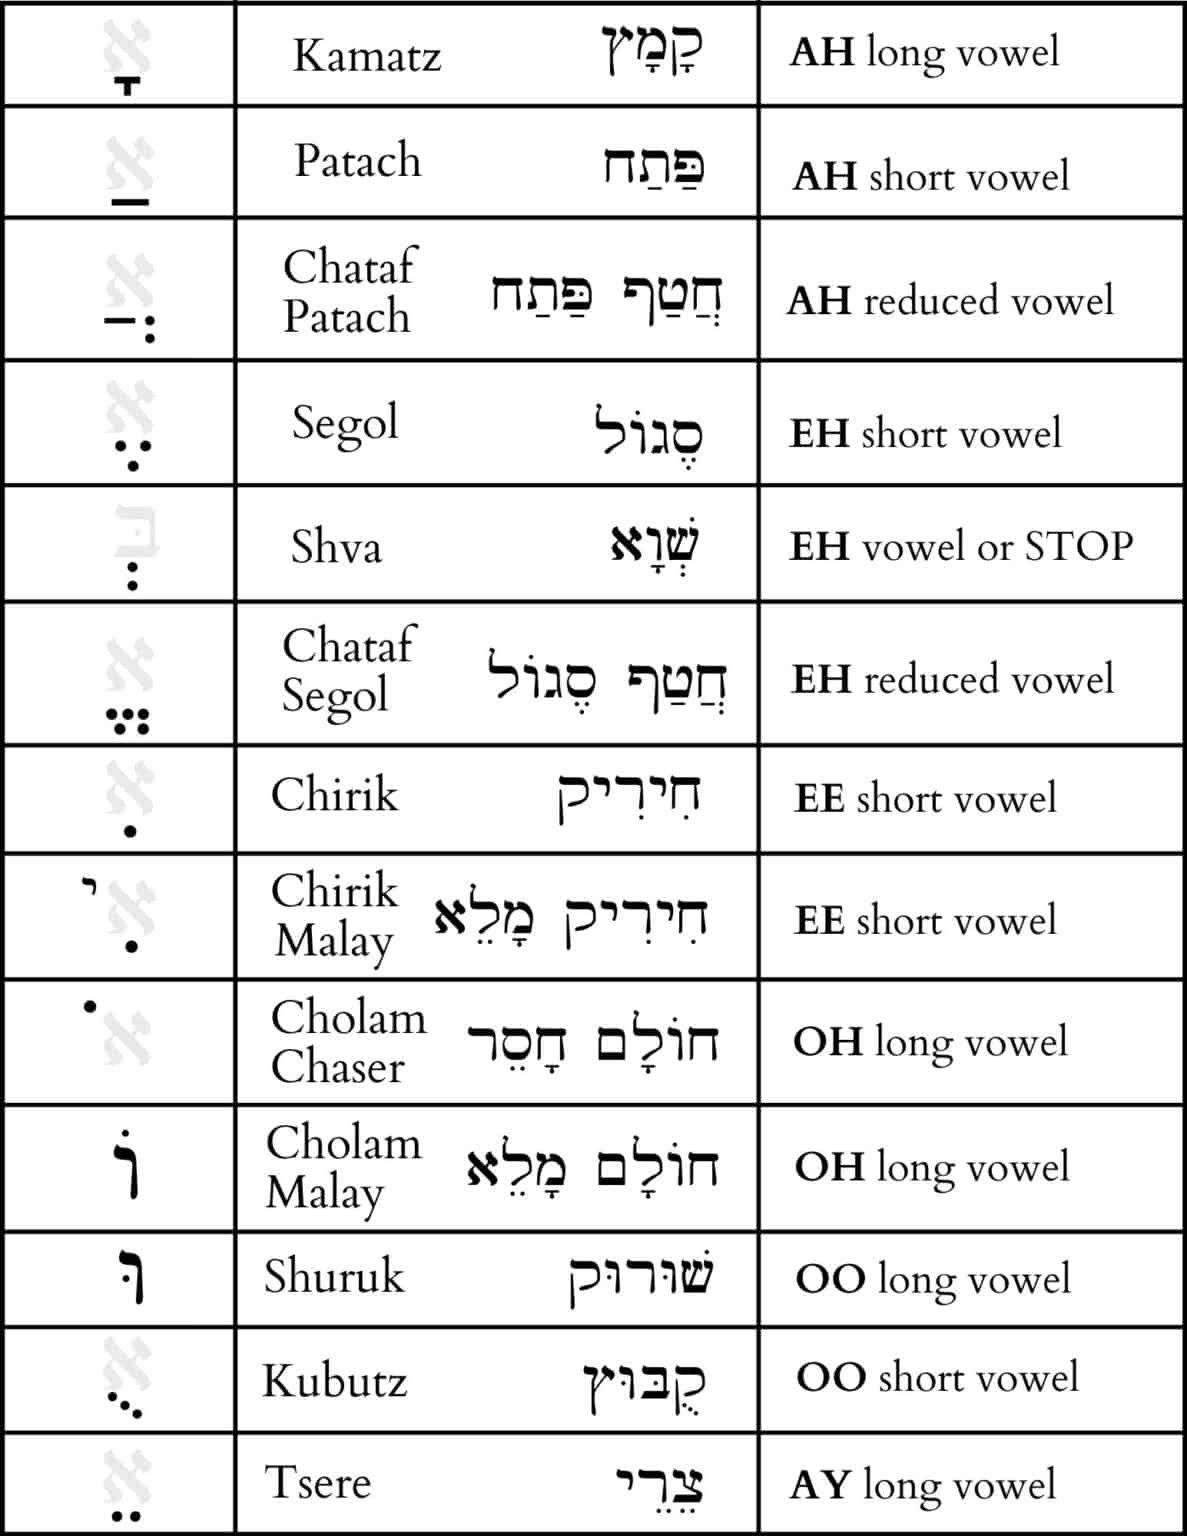 אָ Kamatz קָמָץ AH long vowel
אַ Patach פַּתַח AH short vowel
אֲ Chataf Patach חֲטַף פַּתַח AH reduced vowel
אֶ Segol סֶגוֹל EH short vowel
בְּ Shva שְׁוָא EH vowel or STOP
אֱ Chataf Segol חֲטַף סֶגוֹל EH reduced vowel
אִ Chirik חִירִיק EE short vowel
אִי Chirik Malay חִירִיק מָלֵא EE short vowel
אֹ Cholam Chaser חוֹלָם חָסֵר OH long vowel
וֹ Cholam Malay חוֹלָם מָלֵא OH long vowel
וּ Shuruk שׁוּרוּק OO long vowel
אֻ Kubutz קֻבּוּץ OO short vowel
אֵ Tsere צֵרֵי AY long vowel